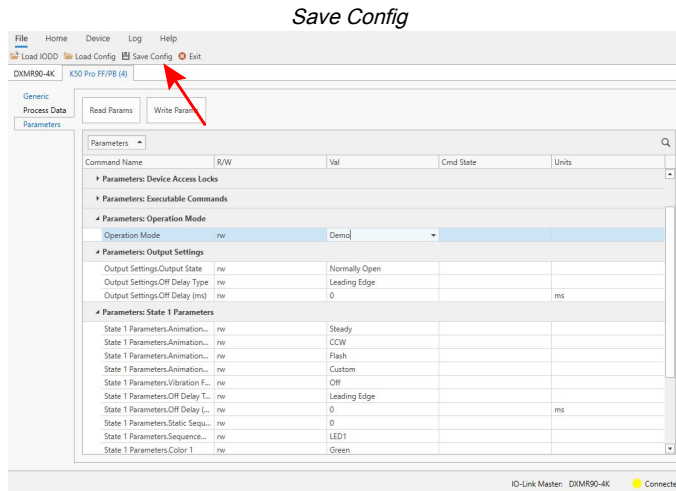 Save Config
File Home Device Log Help
Load IODD Load Config Save Config Exit
DXMR90-4K K50 Pro FF/PB (4)
Generic
Process Data
Parameters
Read Params Write Params
Parameters
Command Name R/W Val Cmd State Units
Parameters: Device Access Locks
Parameters: Executable Commands
Parameters: Operation Mode
Operation Mode rw Demo
Parameters: Output Settings
Output Settings.Output State rw Normally Open
Output Settings.Off Delay Type rw Leading Edge
Output Settings.Off Delay (ms) rw 0 ms
Parameters: State 1 Parameters
State 1 Parameters.Animation... rw Steady
State 1 Parameters.Animation... rw CCW
State 1 Parameters.Animation... rw Flash
State 1 Parameters.Animation... rw Custom
State 1 Parameters.Vibration F... rw Off
State 1 Parameters.Off Delay T... rw Leading Edge
State 1 Parameters.Off Delay (... rw 0 ms
State 1 Parameters.Static Sequ... rw 0
State 1 Parameters.Sequence... rw LED1
State 1 Parameters.Color 1 rw Green
IO-Link Master: DXMR90-4K Connecte